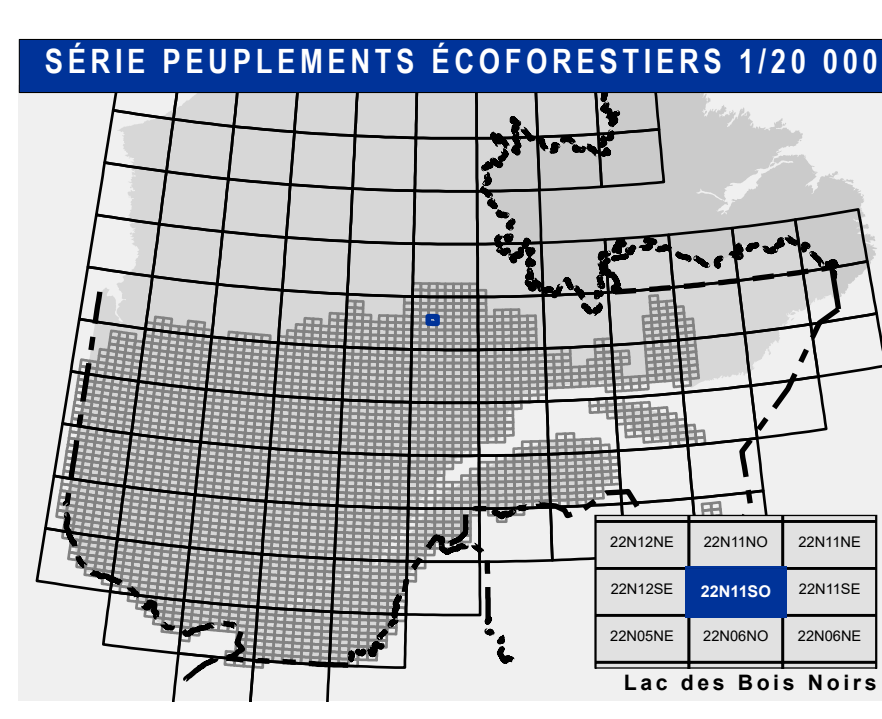 SÉRIE PEUPLEMENTS ÉCOFORESTIERS 1/20 000
22N12NE 22N11NO 22N11NE
22N12SE 22N11SO 22N11SE
22N05NE 22N06NO 22N06NE
Lac des Bois Noirs